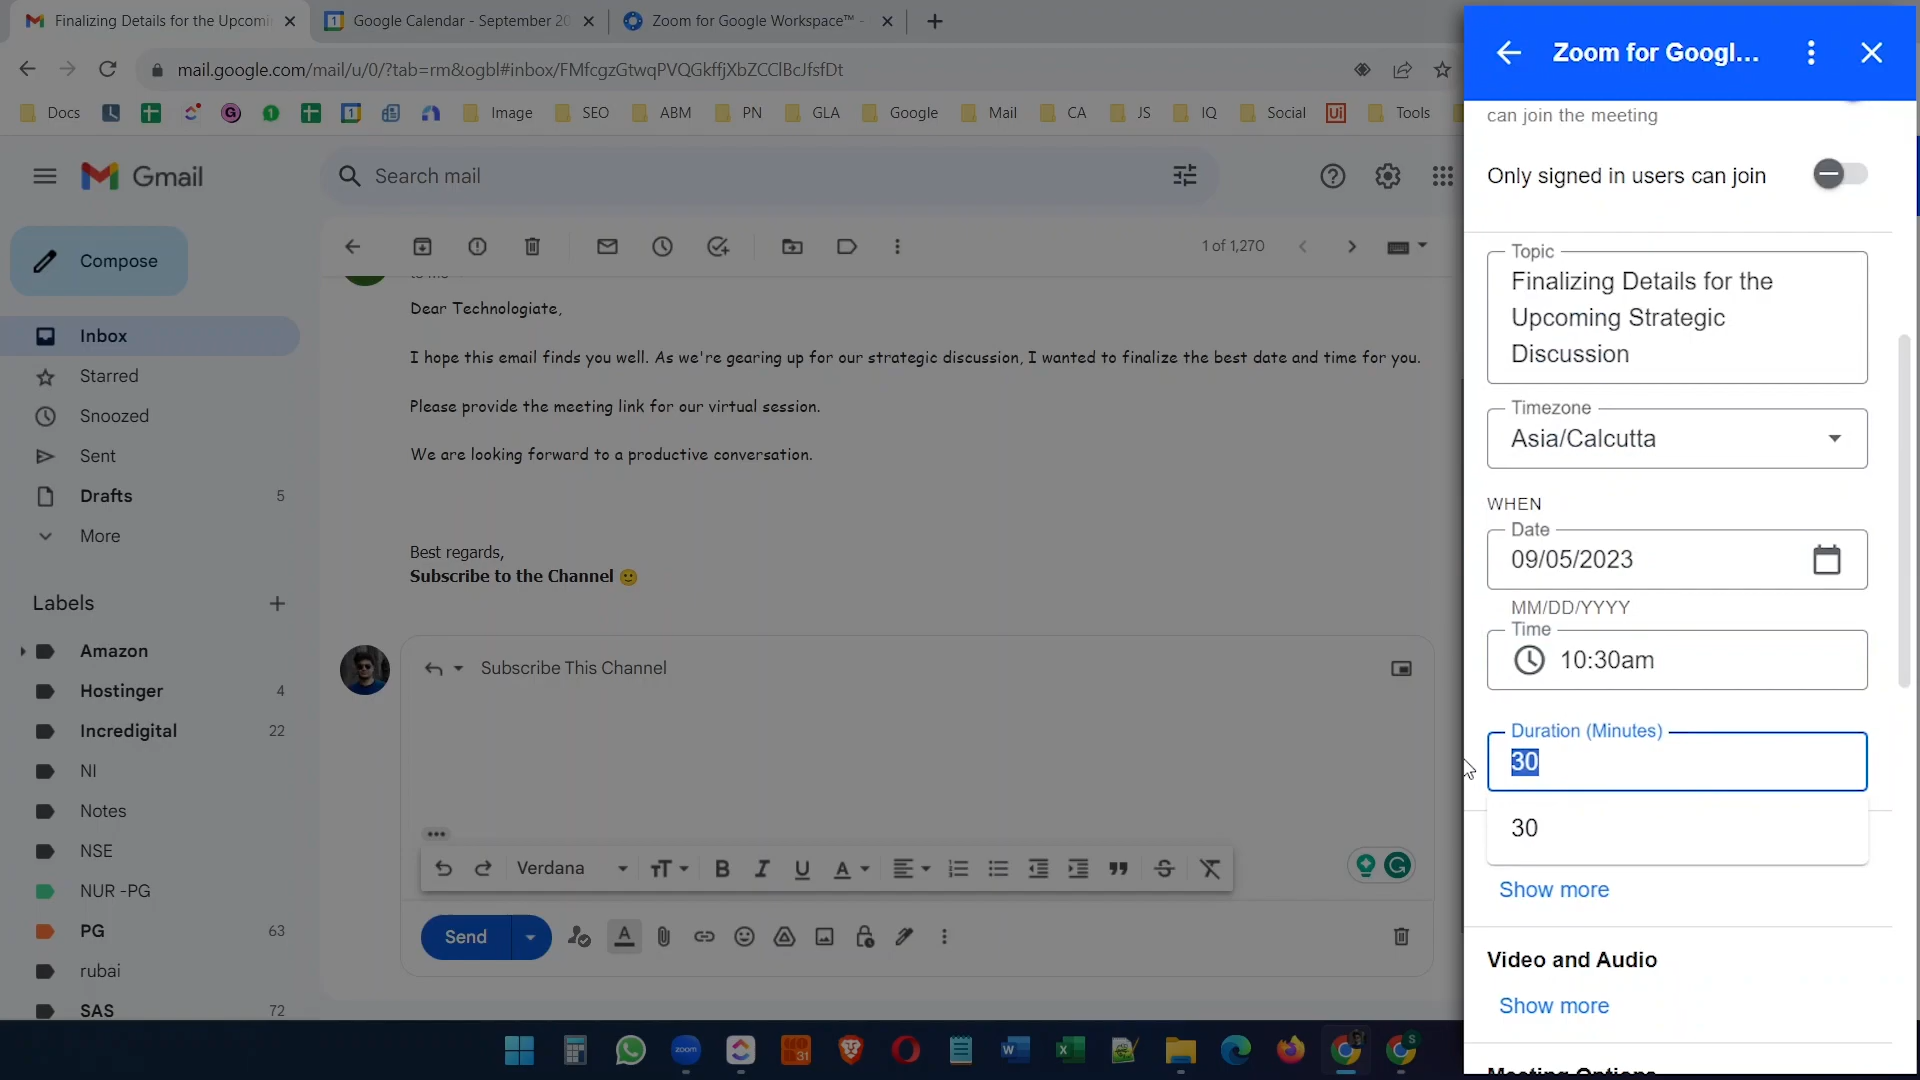 Finalizing Details for the Upcomi
Google Calendar - September 20
Zoom for Google Workspace™ -
mail.google.com/mail/u/0/?tab=rm&ogbl#inbox/FMfcgzGtwqPVQGkffjXbZCClBcJfsfDt
Docs
Image
SEO
ABM
PN
GLA
Google
Mail
CA
JS
IQ
Social
Ui
Tools
Gmail
Search mail
Compose
1 of 1,270
Inbox
Starred
Snoozed
Sent
Drafts 5
More
Labels
Amazon
Hostinger 4
Incredigital 22
NI
Notes
NSE
NUR -PG
PG 63
rubai
SAS 72
to me
Dear Technologiate,
I hope this email finds you well. As we're gearing up for our strategic discussion, I wanted to finalize the best date and time for you.
Please provide the meeting link for our virtual session.
We are looking forward to a productive conversation.
Best regards,
Subscribe to the Channel 🙂
Subscribe This Channel
Verdana
Send
Zoom for Googl...
can join the meeting
Only signed in users can join
Topic
Finalizing Details for the
Upcoming Strategic
Discussion
Timezone
Asia/Calcutta
WHEN
Date
09/05/2023
MM/DD/YYYY
Time
10:30am
Duration (Minutes)
30
30
Show more
Video and Audio
Show more
Meeting Options
zoom
31